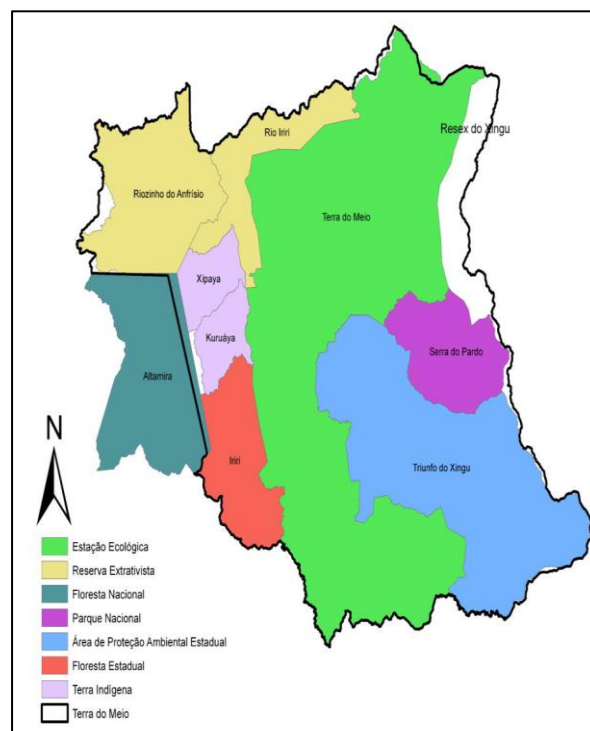 Rio Iriri
Resex do Xingu
Riozinho do Anfrísio
Terra do Meio
Xipaya
Kuruáya
Serra do Pardo
Altamira
Iriri
Triunfo do Xingu
N
Estação Ecológica
Reserva Extrativista
Floresta Nacional
Parque Nacional
Área de Proteção Ambiental Estadual
Floresta Estadual
Terra Indígena
Terra do Meio